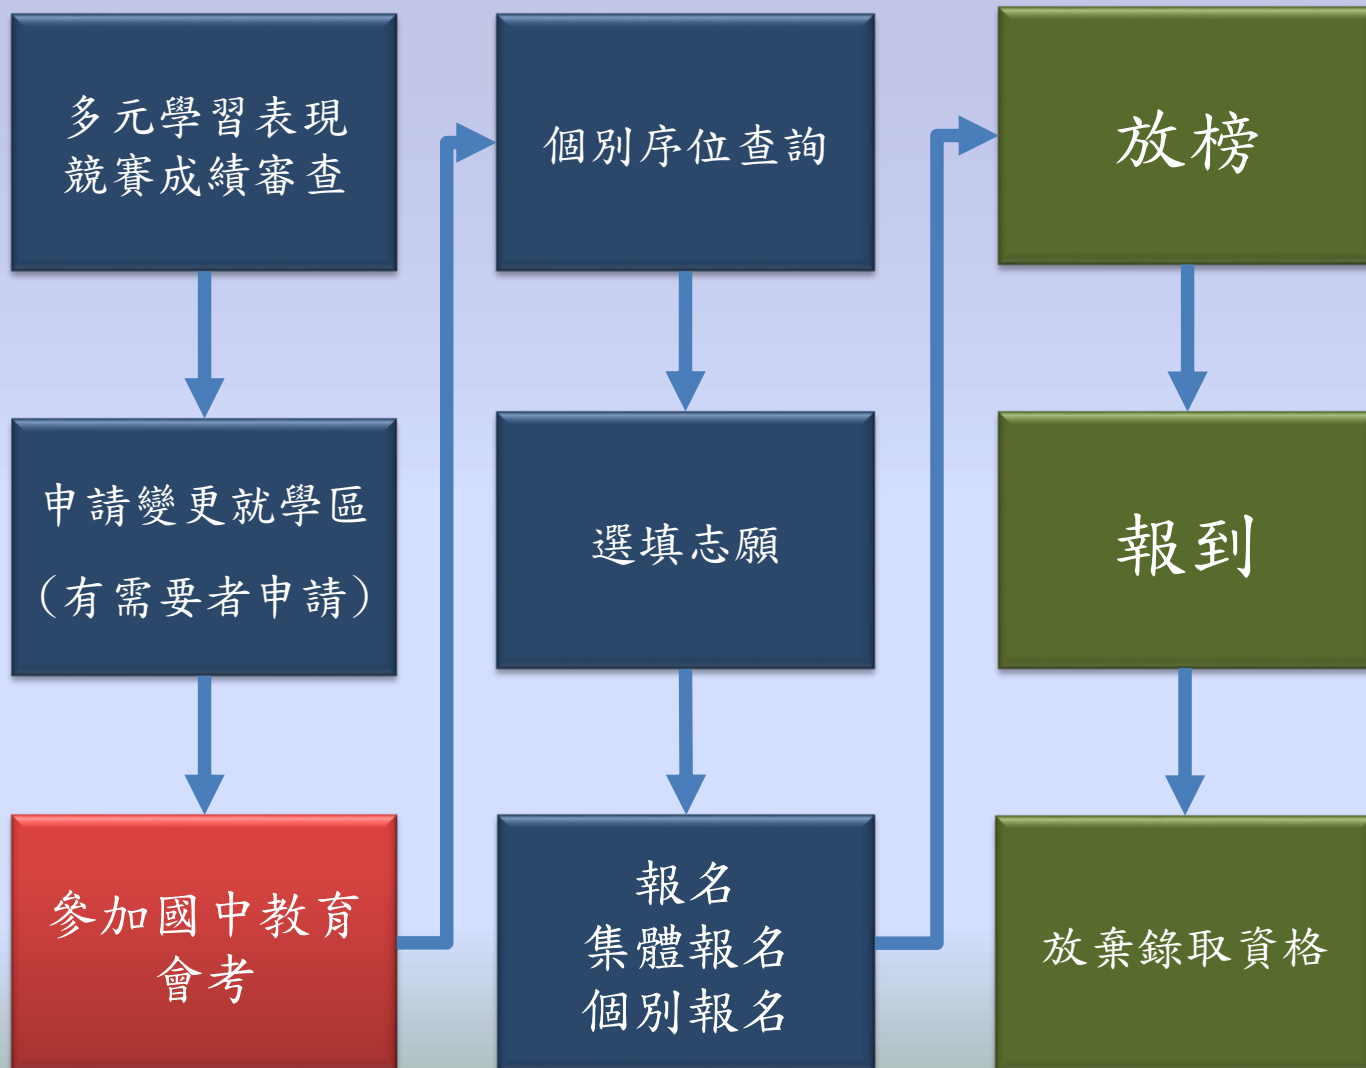 多元學習表現
競賽成績審查
申請變更就學區
（有需要者申請）
參加國中教育
會考
個別序位查詢
選填志願
報名
集體報名
個別報名
放榜
報到
放棄錄取資格